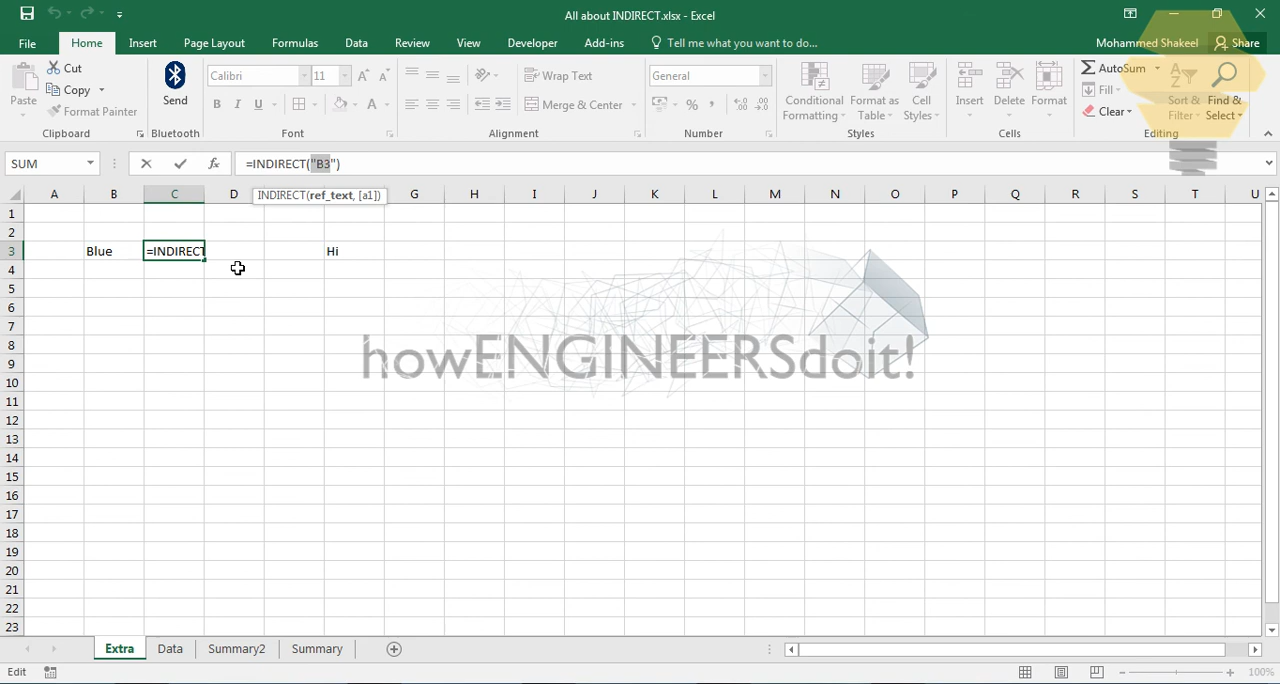 All about INDIRECT.xlsx - Excel
File Home Insert Page Layout Formulas Data Review View Developer Add-ins Tell me what you want to do... Mohammed Shakeel Share
Paste Cut Copy Format Painter Clipboard
Send Bluetooth
Calibri 11 B I U A Font
Wrap Text Merge & Center Alignment
General % , Number
Conditional Formatting Format as Table Cell Styles Styles
Insert Delete Format Cells
AutoSum Fill Clear Sort & Filter Find & Select Editing
SUM fx =INDIRECT("B3")
INDIRECT(ref_text, [a1])
A B C D G H I J K L M N O P Q R S T U
1
2
3 Blue =INDIRECT Hi
4
5
6
7
8 howENGINEERSdoit!
9
10
11
12
13
14
15
16
17
18
19
20
21
22
23
Extra Data Summary2 Summary
Edit 100%